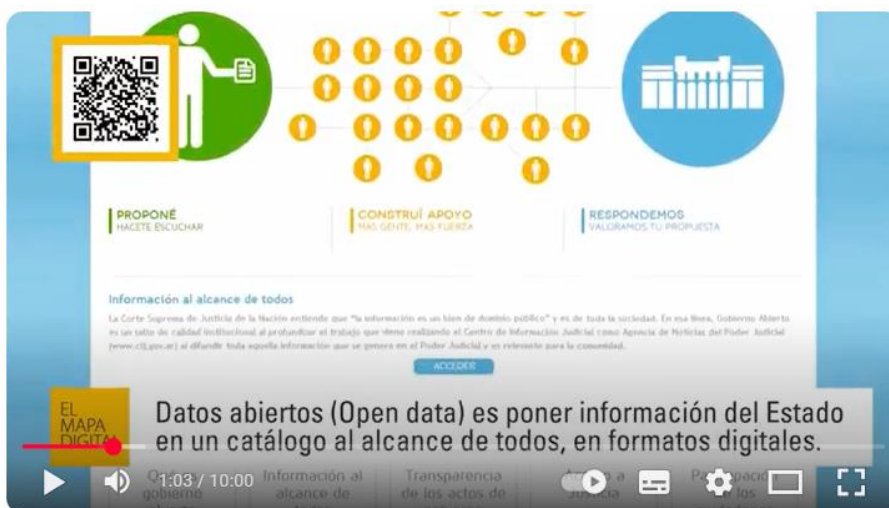 PROPONÉ
HACETE ESCUCHAR
CONSTRUÍ APOYO
MÁS GENTE, MÁS FUERZA
RESPONDEMOS
VALORAMOS TU PROPUESTA
Información al alcance de todos
La Corte Suprema de Justicia de la Nación entiende que "la información es un bien de dominio público" y es de toda la sociedad. En esa línea, Gobierno Abierto
es un salto de calidad institucional al profundizar el trabajo que viene realizando el Centro de Información Judicial como Agencia de Noticias del Poder Judicial
(www.cij.gov.ar) al difundir toda aquella información que se genera en el Poder Judicial y es relevante para la comunidad.
ACCEDER
EL
MAPA
DIGITAL
Datos abiertos (Open data) es poner información del Estado
en un catálogo al alcance de todos, en formatos digitales.
1:03 / 10:00
gobierno
Información al
alcance de
Transparencia
de los actos de
a
Justicia